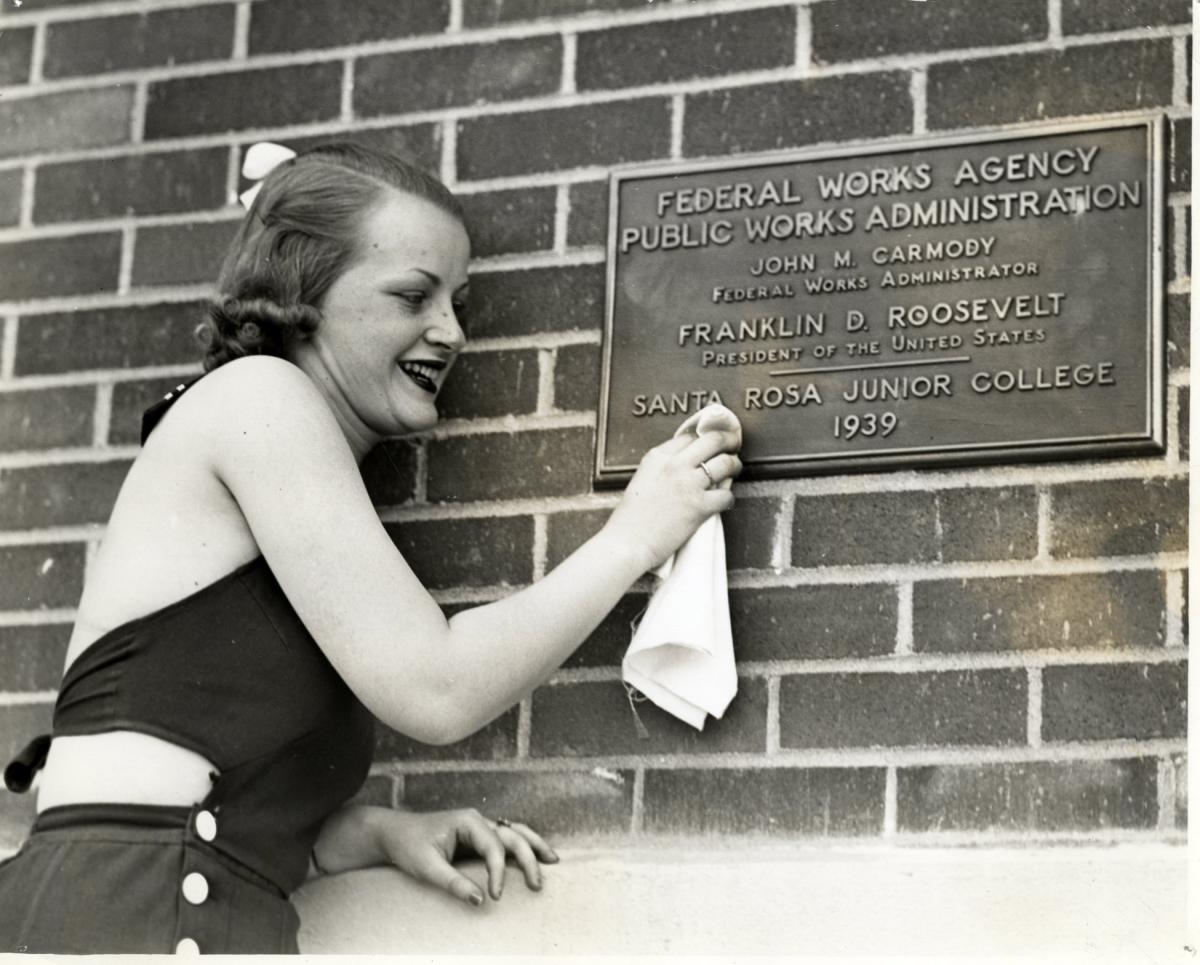 FEDERAL WORKS AGENCY
PUBLIC WORKS ADMINISTRATION
JOHN M. CARMODY
FEDERAL WORKS ADMINISTRATOR
FRANKLIN D. ROOSEVELT
PRESIDENT OF THE UNITED STATES
SANTA ROSA JUNIOR COLLEGE
1939